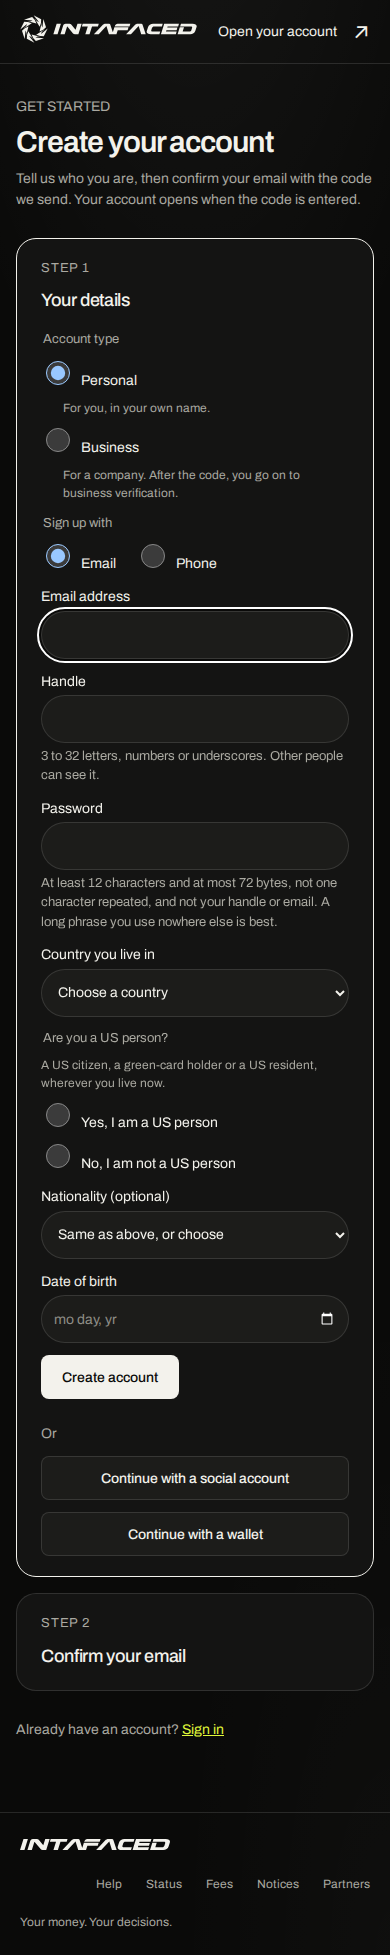 INTAFACED Open your account
GET STARTED
Create your account
Tell us who you are, then confirm your email with the code
we send. Your account opens when the code is entered.
STEP 1
Your details
Account type
Personal
For you, in your own name.
Business
For a company. After the code, you go on to
business verification.
Sign up with
Email Phone
Email address
Handle
3 to 32 letters, numbers or underscores. Other people
can see it.
Password
At least 12 characters and at most 72 bytes, not one
character repeated, and not your handle or email. A
long phrase you use nowhere else is best.
Country you live in
Choose a country
Are you a US person?
A US citizen, a green-card holder or a US resident,
wherever you live now.
Yes, I am a US person
No, I am not a US person
Nationality (optional)
Same as above, or choose
Date of birth
mo day, yr
Create account
Or
Continue with a social account
Continue with a wallet
STEP 2
Confirm your email
Already have an account? Sign in
INTAFACED
Help Status Fees Notices Partners
Your money. Your decisions.